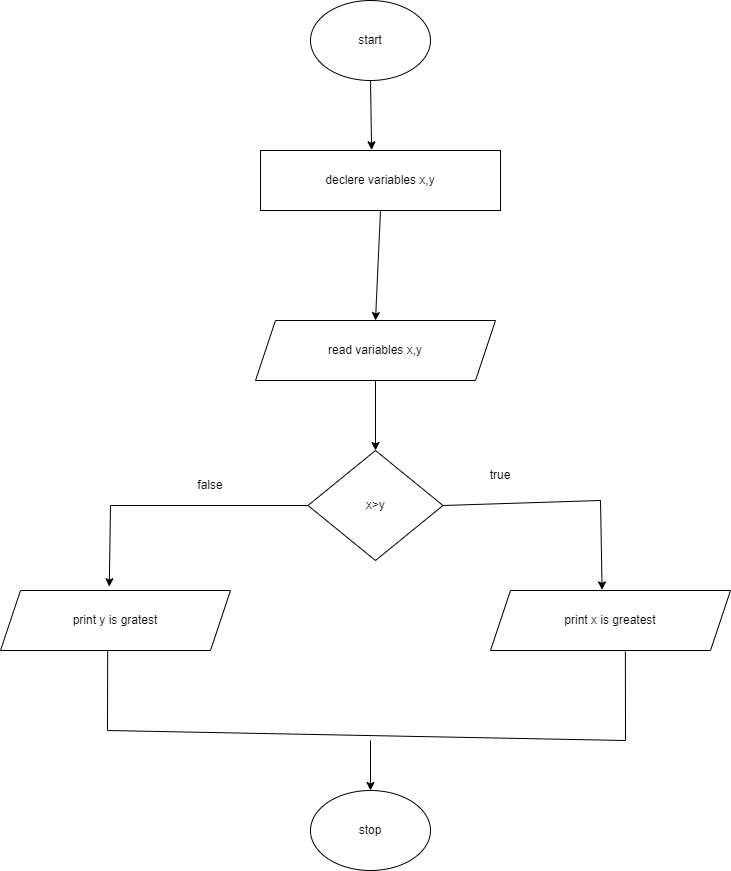 start
declere variables x,y
read variables x,y
false
true
x>y
print y is gratest
print x is greatest
stop